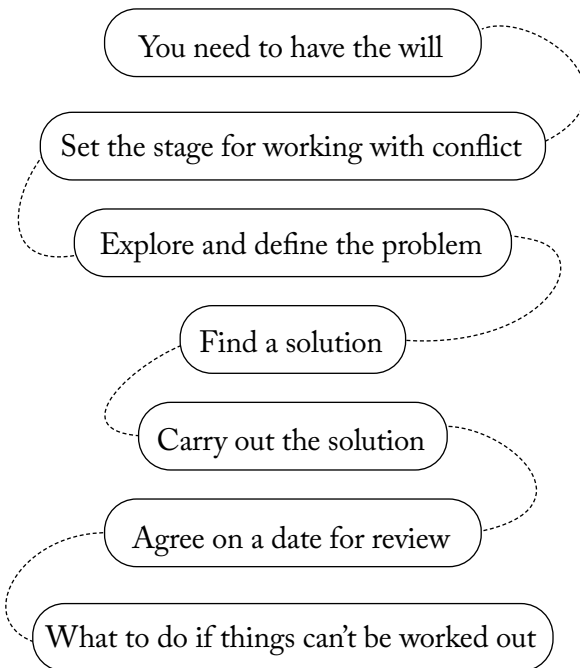 You need to have the will
Set the stage for working with conflict
Explore and define the problem
Find a solution
Carry out the solution
Agree on a date for review
What to do if things can't be worked out